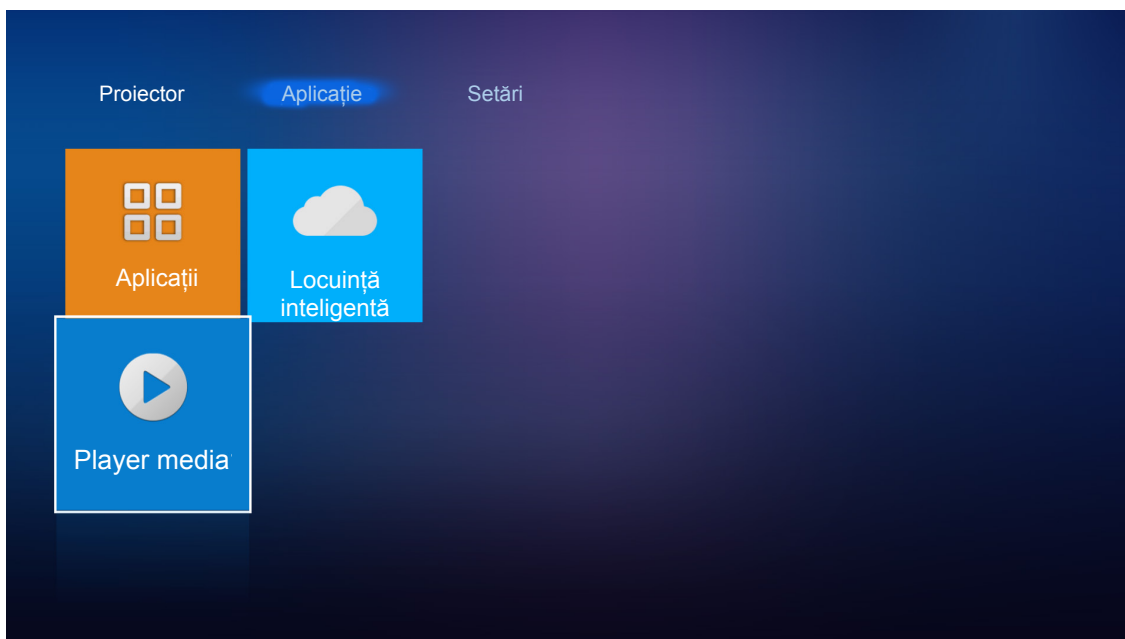 Proiector
Aplicație
Setări
Aplicații
Locuință
inteligentă
Player media